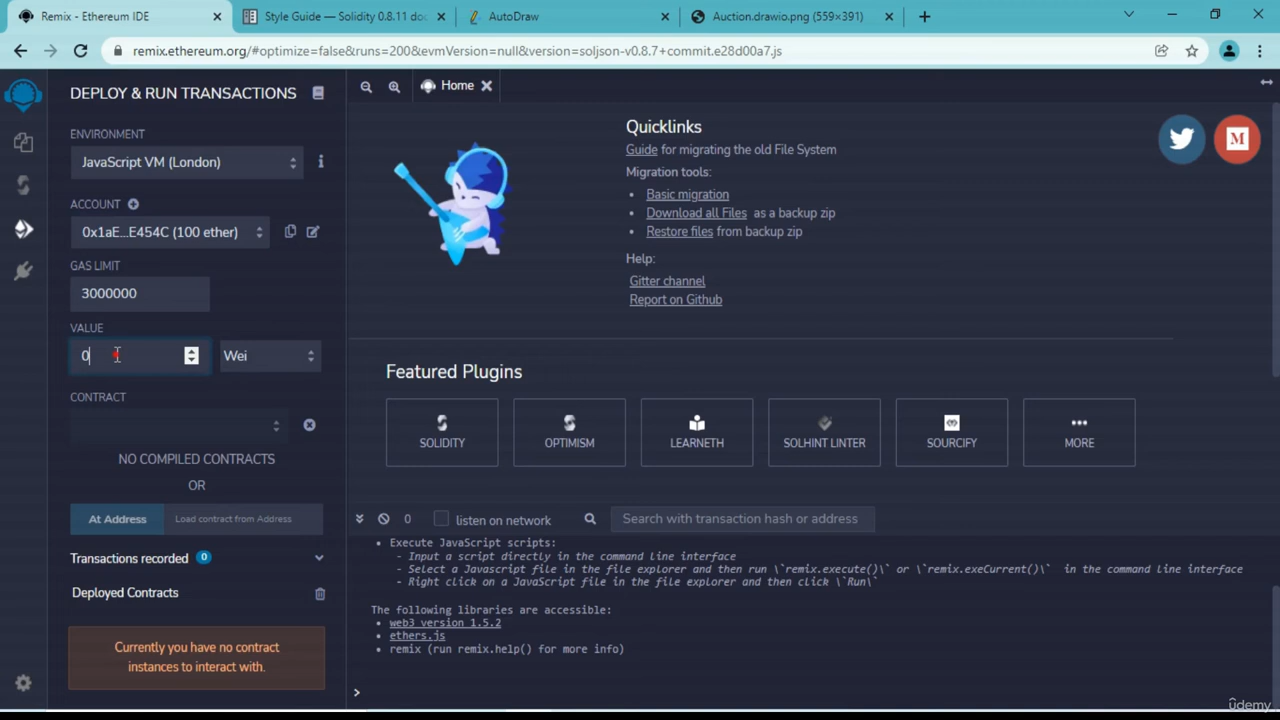 Remix - Ethereum IDE
Style Guide — Solidity 0.8.11 doc
AutoDraw
Auction.drawio.png (559×391)
remix.ethereum.org/#optimize=false&runs=200&evmVersion=null&version=soljson-v0.8.7+commit.e28d00a7.js
DEPLOY & RUN TRANSACTIONS
Home
ENVIRONMENT
JavaScript VM (London)
ACCOUNT
0x1aE...E454C (100 ether)
GAS LIMIT
3000000
VALUE
0
Wei
CONTRACT
NO COMPILED CONTRACTS
OR
At Address
Load contract from Address
Transactions recorded 0
Deployed Contracts
Currently you have no contract
instances to interact with.
Quicklinks
Guide for migrating the old File System
Migration tools:
• Basic migration
• Download all Files as a backup zip
• Restore files from backup zip
Help:
Gitter channel
Report on Github
M
Featured Plugins
SOLIDITY
OPTIMISM
LEARNETH
SOLHINT LINTER
SOURCIFY
MORE
0
listen on network
Search with transaction hash or address
• Execute JavaScript scripts:
- Input a script directly in the command line interface
- Select a Javascript file in the file explorer and then run \`remix.execute()\` or \`remix.exeCurrent()\` in the command line interface
- Right click on a JavaScript file in the file explorer and then click \`Run\`
The following libraries are accessible:
• web3 version 1.5.2
• ethers.js
• remix (run remix.help() for more info)
>
ûdemy